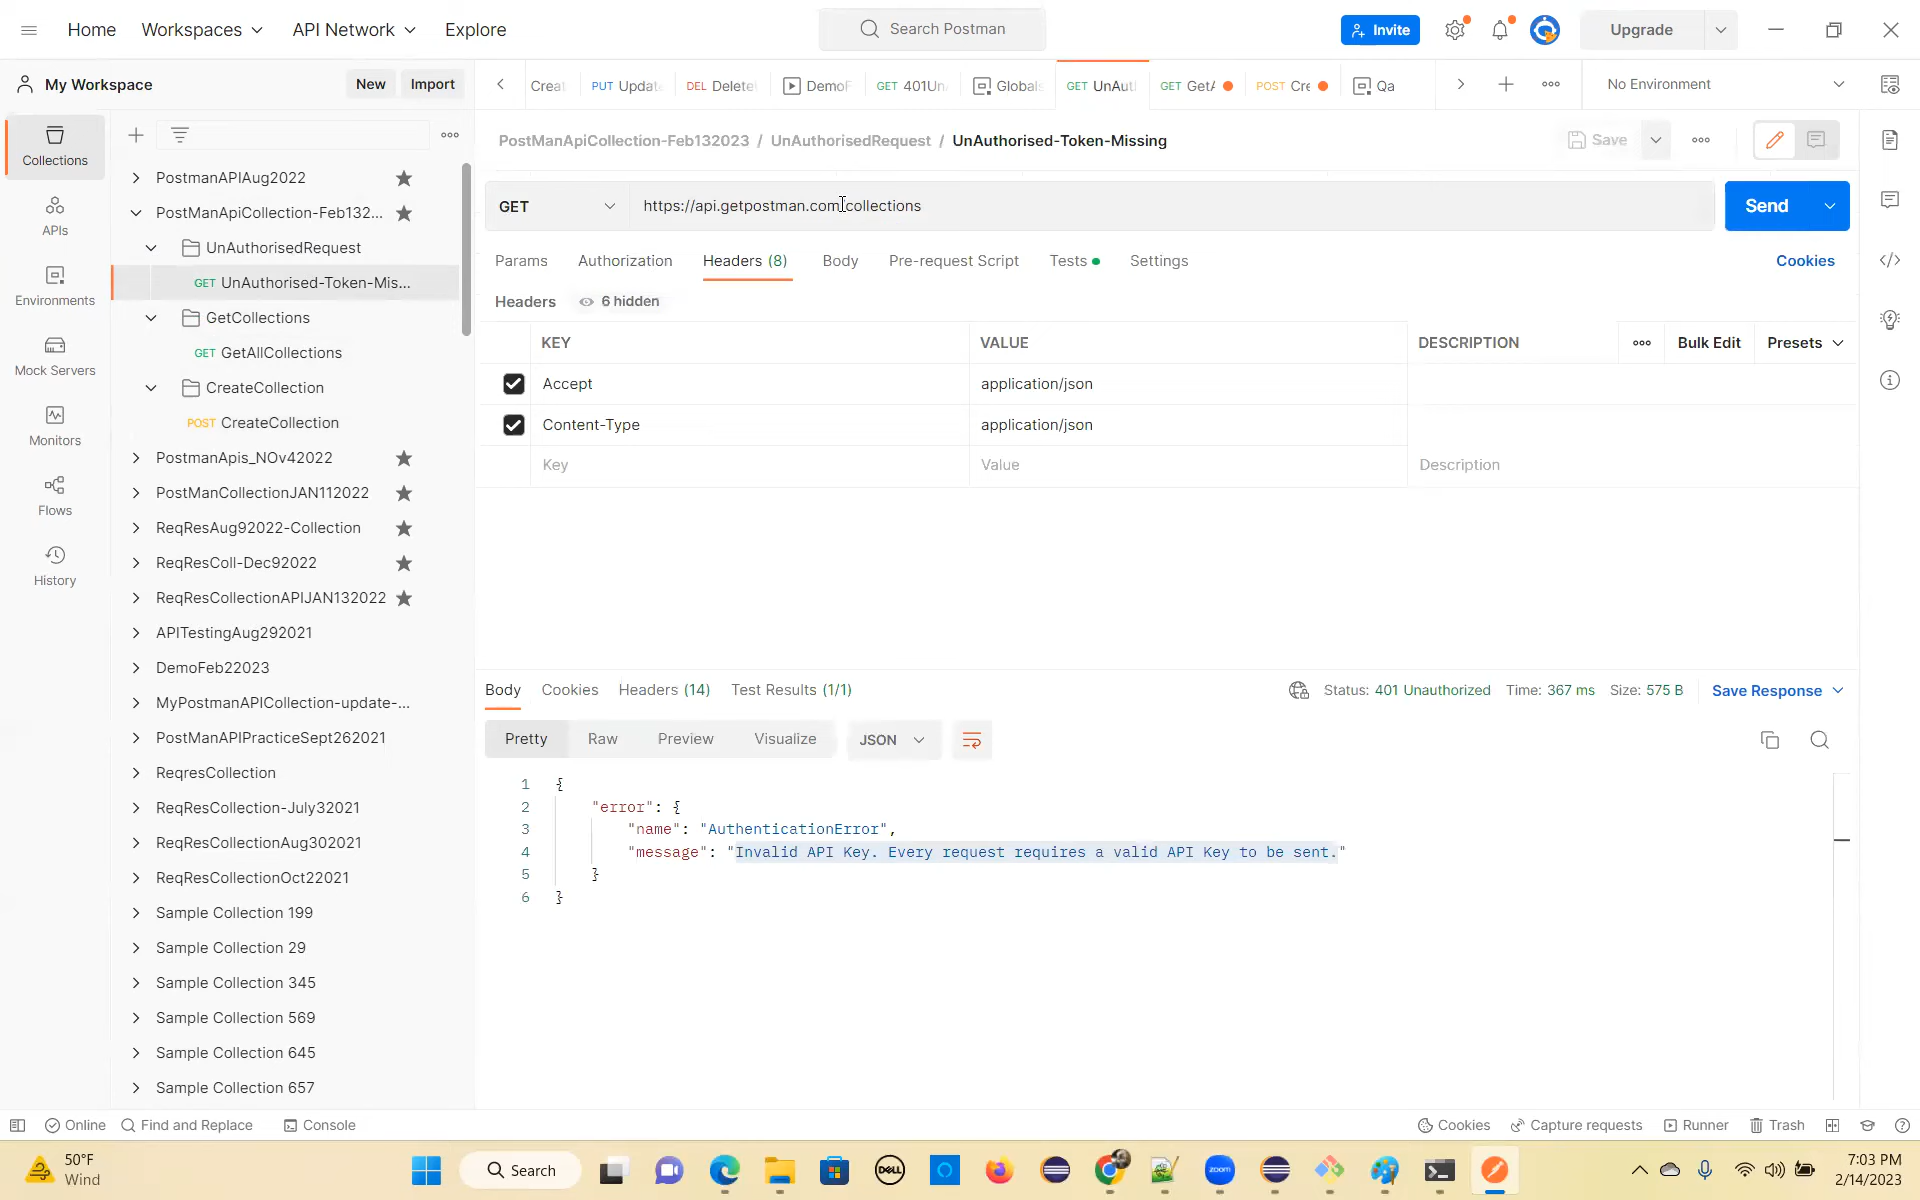 Home Workspaces API Network Explore Search Postman Invite Upgrade
My Workspace New Import Creat PUT Update DEL Delete DemoF GET 401Un Globals GET UnAut GET GetA POST Cre Qa No Environment
PostManApiCollection-Feb132023 / UnAuthorisedRequest / UnAuthorised-Token-Missing Save
GET https://api.getpostman.com/collections Send
Params Authorization Headers (8) Body Pre-request Script Tests Settings Cookies
Headers 6 hidden
KEY VALUE DESCRIPTION Bulk Edit Presets
Accept application/json
Content-Type application/json
Key Value Description
Collections
APIs
Environments
Mock Servers
Monitors
Flows
History
PostmanAPIAug2022
PostManApiCollection-Feb132...
UnAuthorisedRequest
GET UnAuthorised-Token-Mis...
GetCollections
GET GetAllCollections
CreateCollection
POST CreateCollection
PostmanApis_NOv42022
PostManCollectionJAN112022
ReqResAug92022-Collection
ReqResColl-Dec92022
ReqResCollectionAPIJAN132022
APITestingAug292021
DemoFeb22023
MyPostmanAPICollection-update-...
PostManAPIPracticeSept262021
ReqresCollection
ReqResCollection-July32021
ReqResCollectionAug302021
ReqResCollectionOct22021
Sample Collection 199
Sample Collection 29
Sample Collection 345
Sample Collection 569
Sample Collection 645
Sample Collection 657
Body Cookies Headers (14) Test Results (1/1) Status: 401 Unauthorized Time: 367 ms Size: 575 B Save Response
Pretty Raw Preview Visualize JSON
1 {
2 "error": {
3 "name": "AuthenticationError",
4 "message": "Invalid API Key. Every request requires a valid API Key to be sent."
5 }
6 }
Online Find and Replace Console Cookies Capture requests Runner Trash
50°F
Wind
Search
DELL
zoom
7:03 PM
2/14/2023